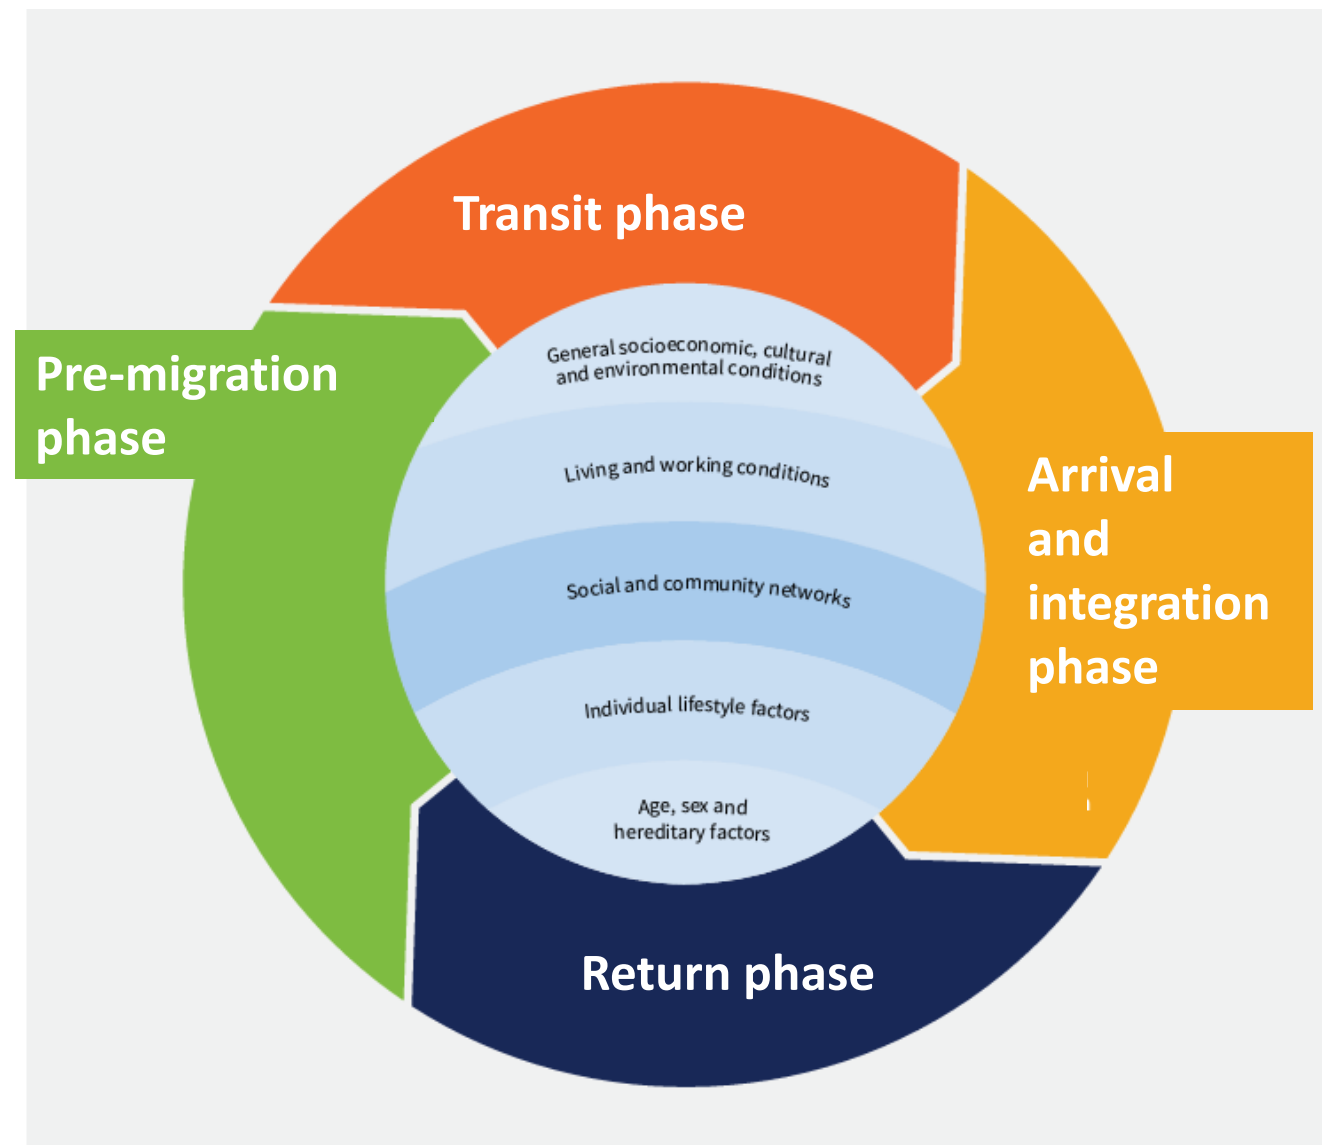 Transit phase
Pre-migration
phase
General socioeconomic, cultural
and environmental conditions
Living and working conditions
Social and community networks
Individual lifestyle factors
Age, sex and
hereditary factors
Arrival
and
integration
phase
Return phase